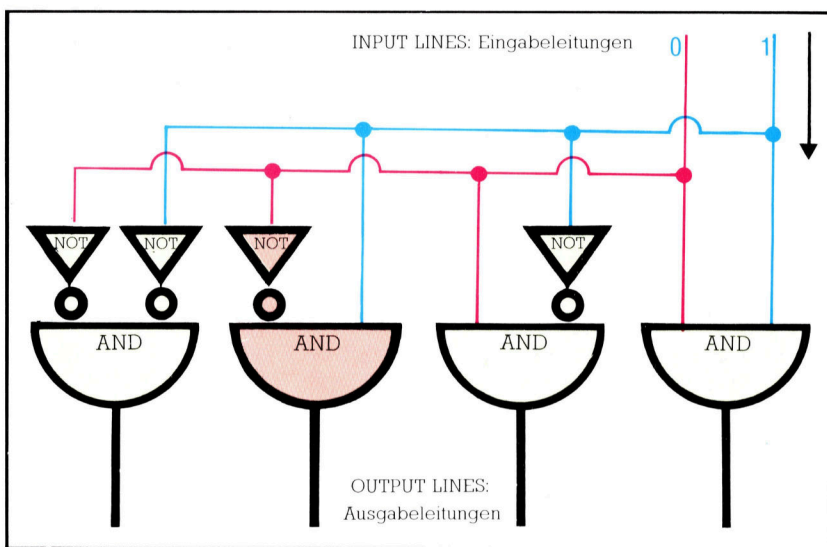 INPUT LINES: Eingabeleitungen
0 1
NOT NOT NOT NOT
AND AND AND AND
OUTPUT LINES:
Ausgabeleitungen